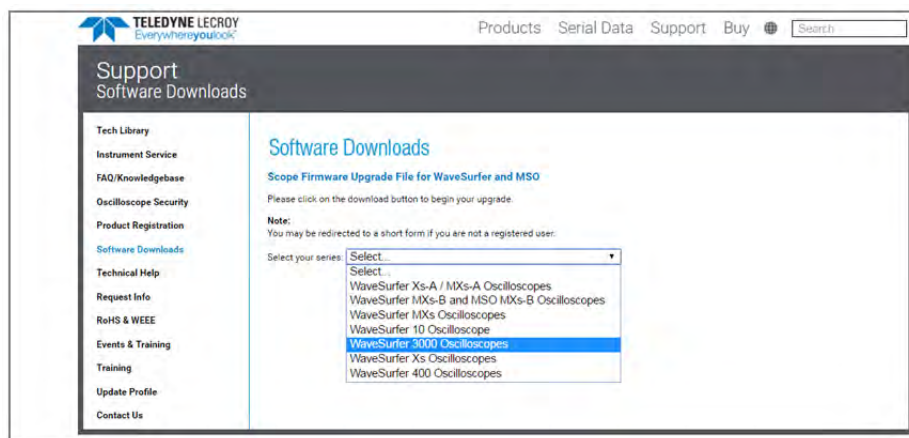 TELEDYNE LECROY
Everywhereyoulook
Products Serial Data Support Buy Search
Support
Software Downloads
Tech Library
Instrument Service
FAQ/Knowledgebase
Oscilloscope Security
Product Registration
Software Downloads
Technical Help
Request Info
RoHS & WEEE
Events & Training
Training
Update Profile
Contact Us
Software Downloads
Scope Firmware Upgrade File for WaveSurfer and MSO
Please click on the download button to begin your upgrade.
Note:
You may be redirected to a short form if you are not a registered user.
Select your series: Select...
Select...
WaveSurfer Xs-A / MXs-A Oscilloscopes
WaveSurfer MXs-B and MSO MXs-B Oscilloscopes
WaveSurfer MXs Oscilloscopes
WaveSurfer 10 Oscilloscope
WaveSurfer 3000 Oscilloscopes
WaveSurfer Xs Oscilloscopes
WaveSurfer 400 Oscilloscopes